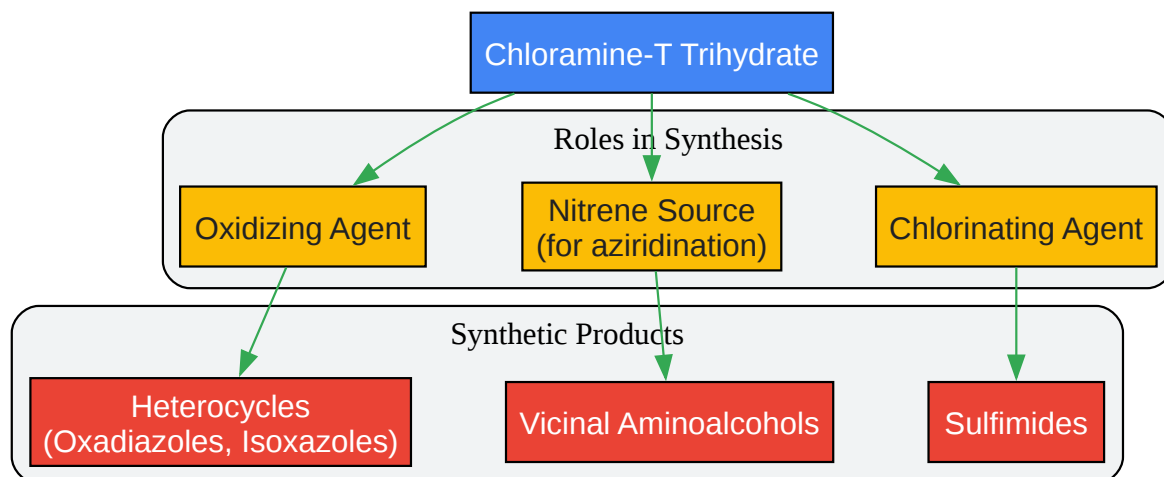 Chloramine-T Trihydrate
Roles in Synthesis
Oxidizing Agent
Nitrene Source
(for aziridination)
Chlorinating Agent
Synthetic Products
Heterocycles
(Oxadiazoles, Isoxazoles)
Vicinal Aminoalcohols
Sulfimides